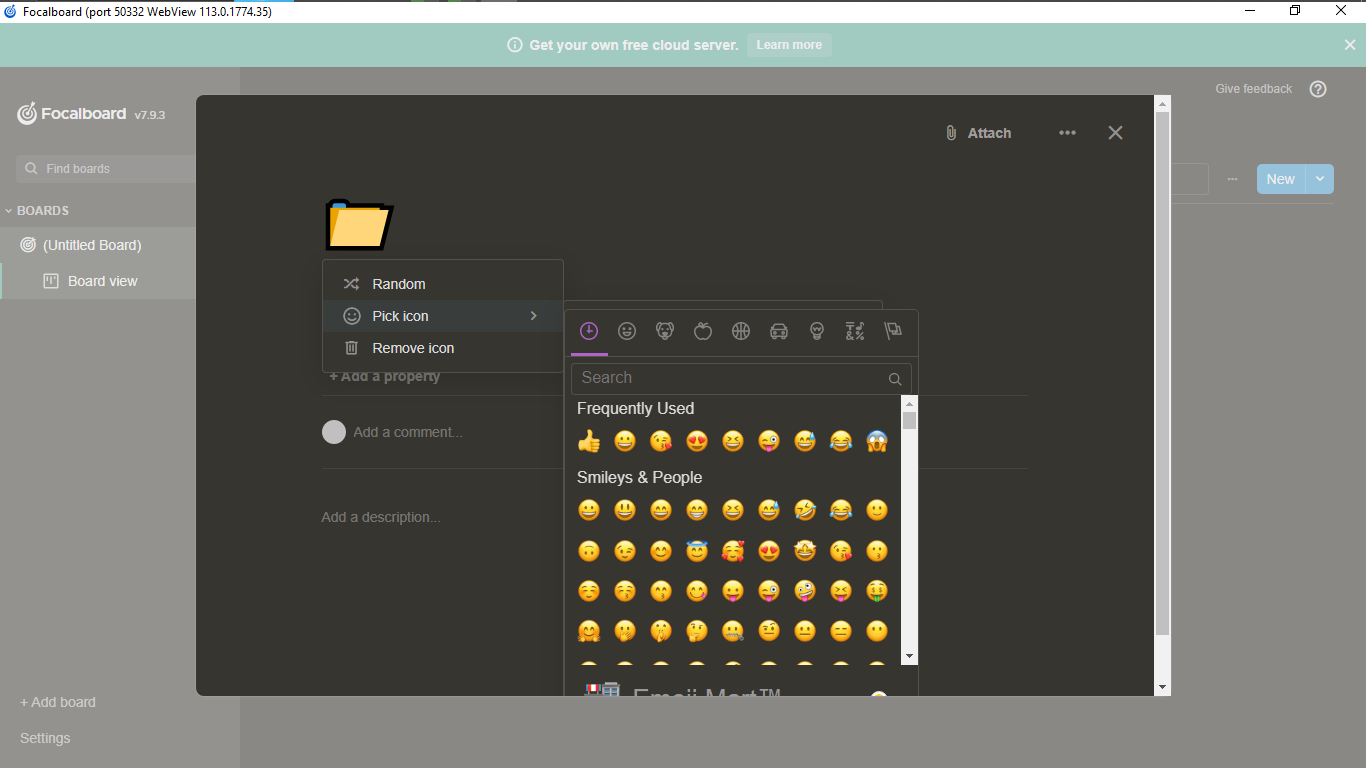 Focalboard (port 50332 WebView 113.0.1774.35)
Get your own free cloud server. Learn more
Give feedback
Focalboard v7.9.3
Attach
Find boards
New
BOARDS
(Untitled Board)
Board view
Random
Pick icon
Remove icon
+ Add a property
Search
Frequently Used
Add a comment...
Smileys & People
Add a description...
Emoji Mart™
+ Add board
Settings